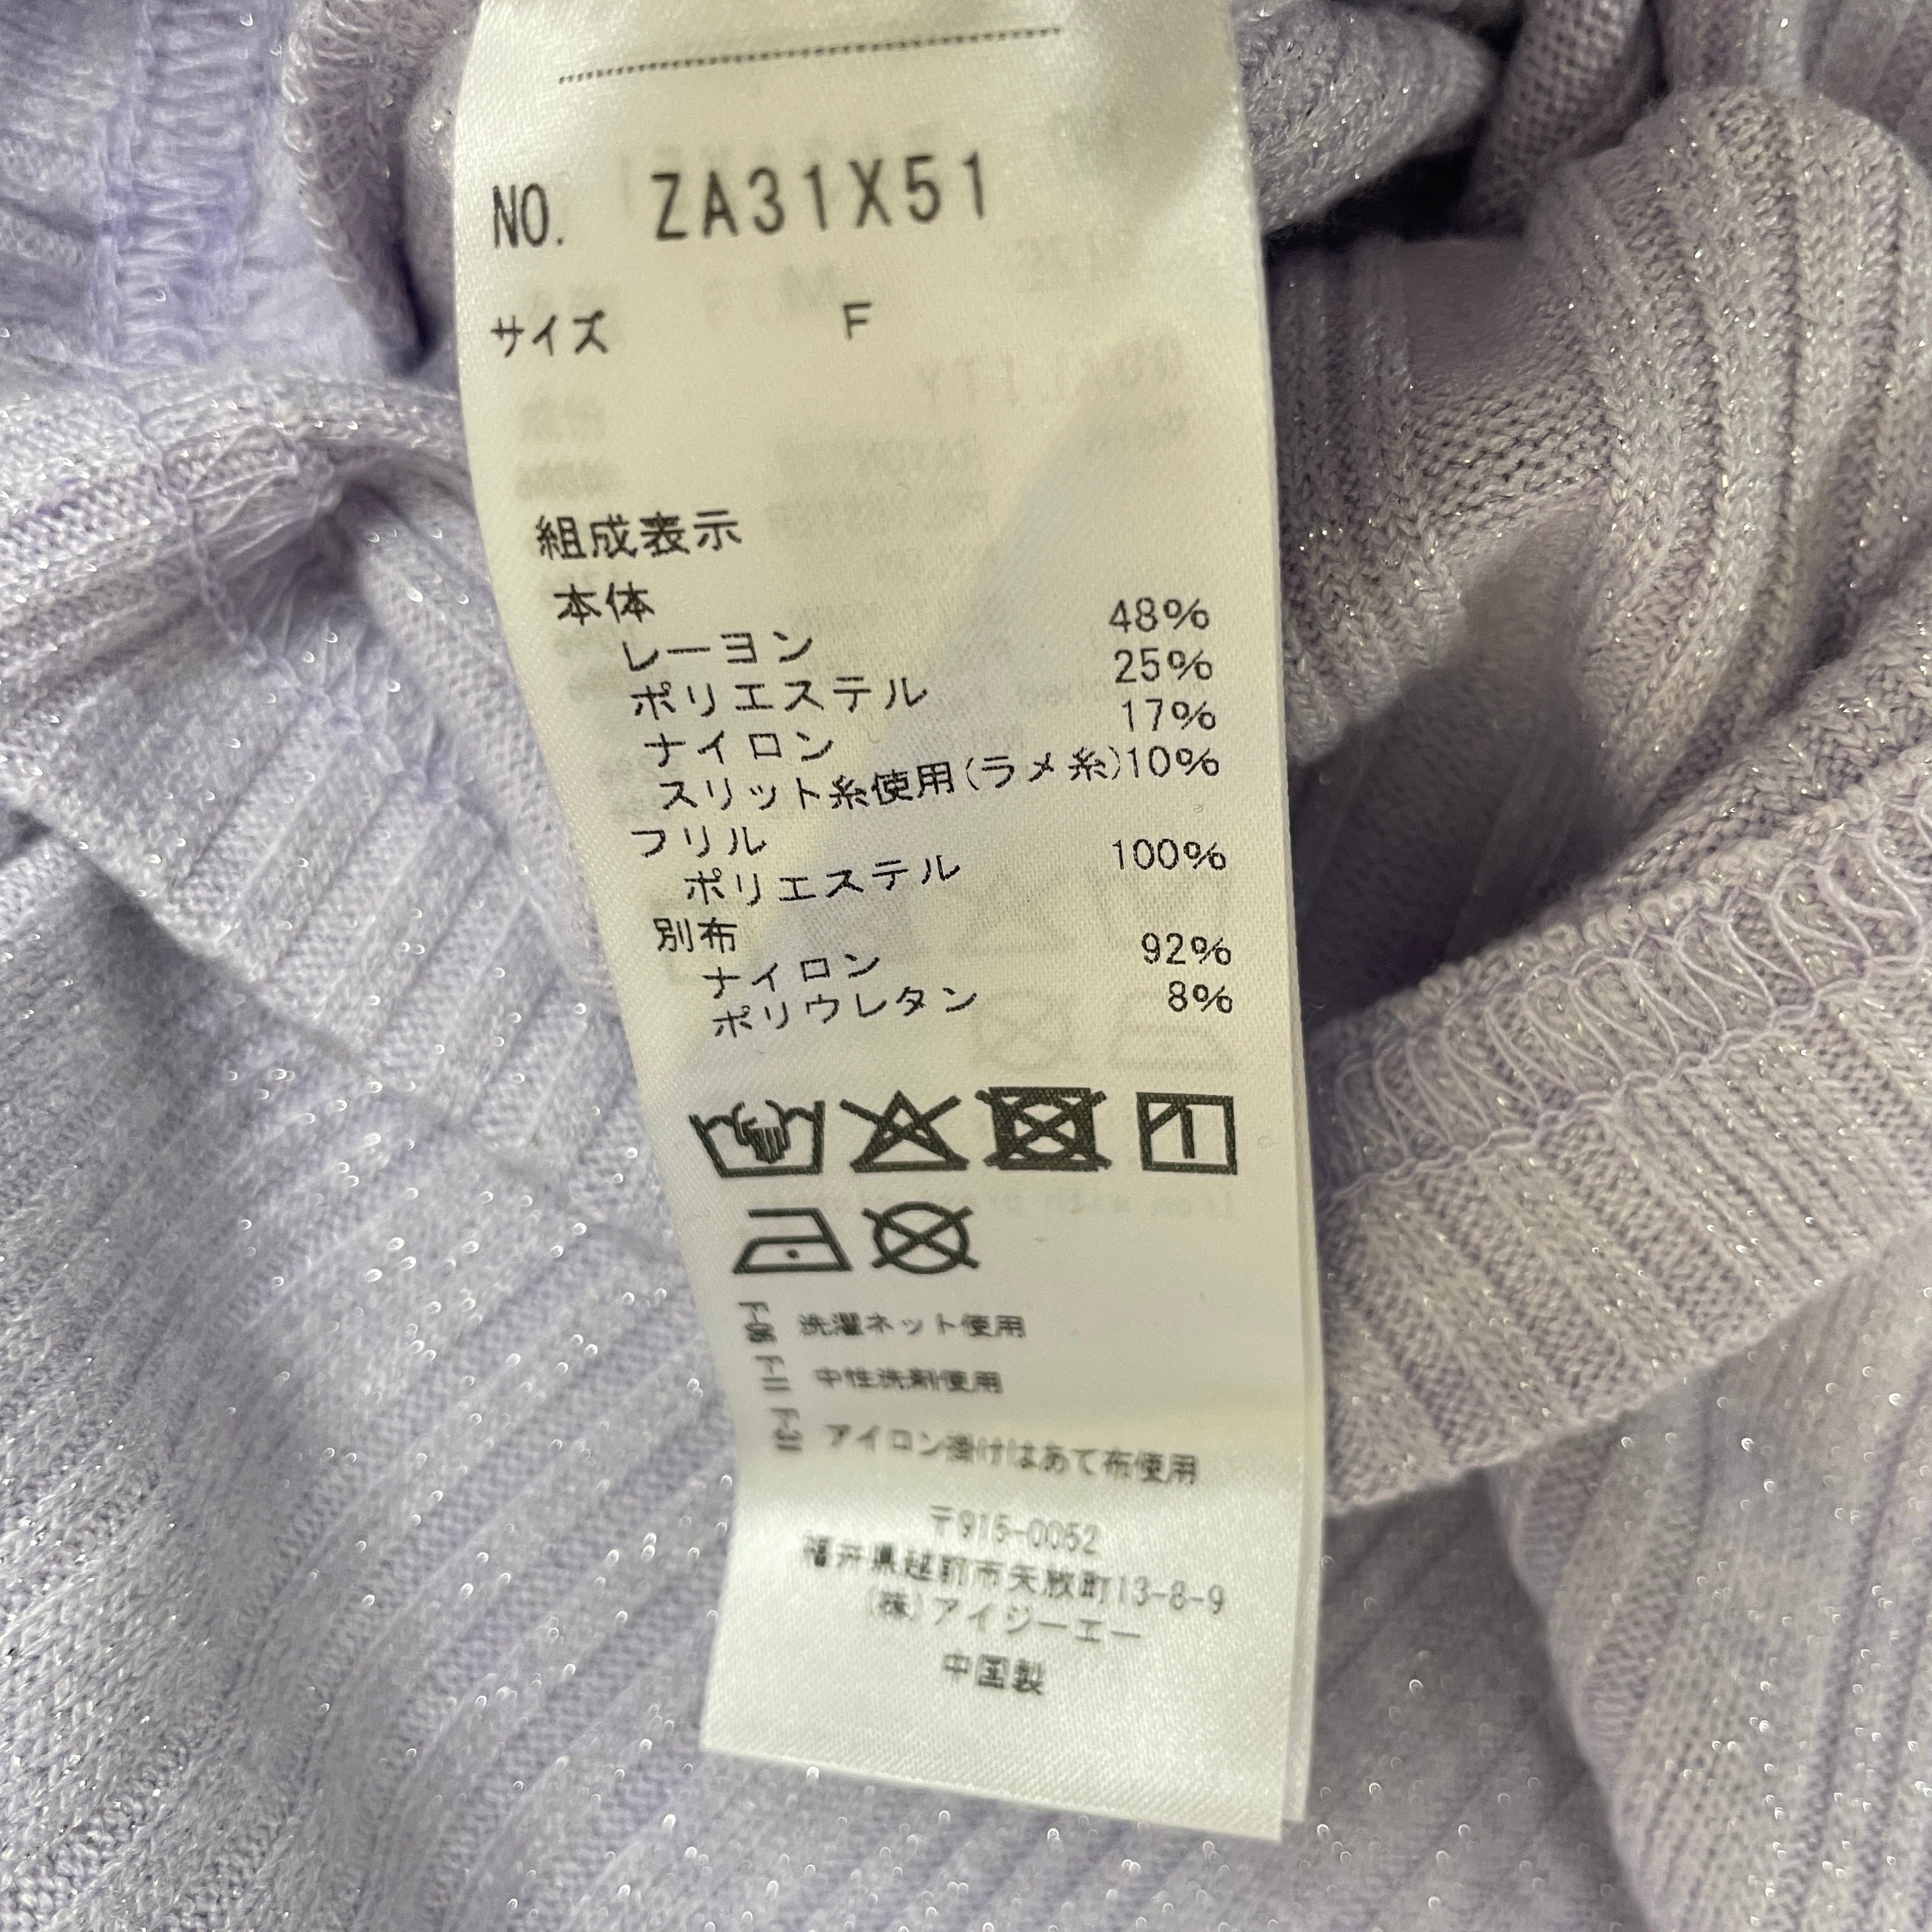 NO. ZA31X51
サイズ F
組成表示
本体
レーヨン 48%
ポリエステル 25%
ナイロン 17%
スリット糸使用(ラメ糸)10%
フリル
ポリエステル 100%
別布
ナイロン 92%
ポリウレタン 8%
洗濯ネット使用
中性洗剤使用
アイロン掛けはあて布使用
〒915-0052
福井県越前市矢放町13-8-9
(株)アイジーエー
中国製